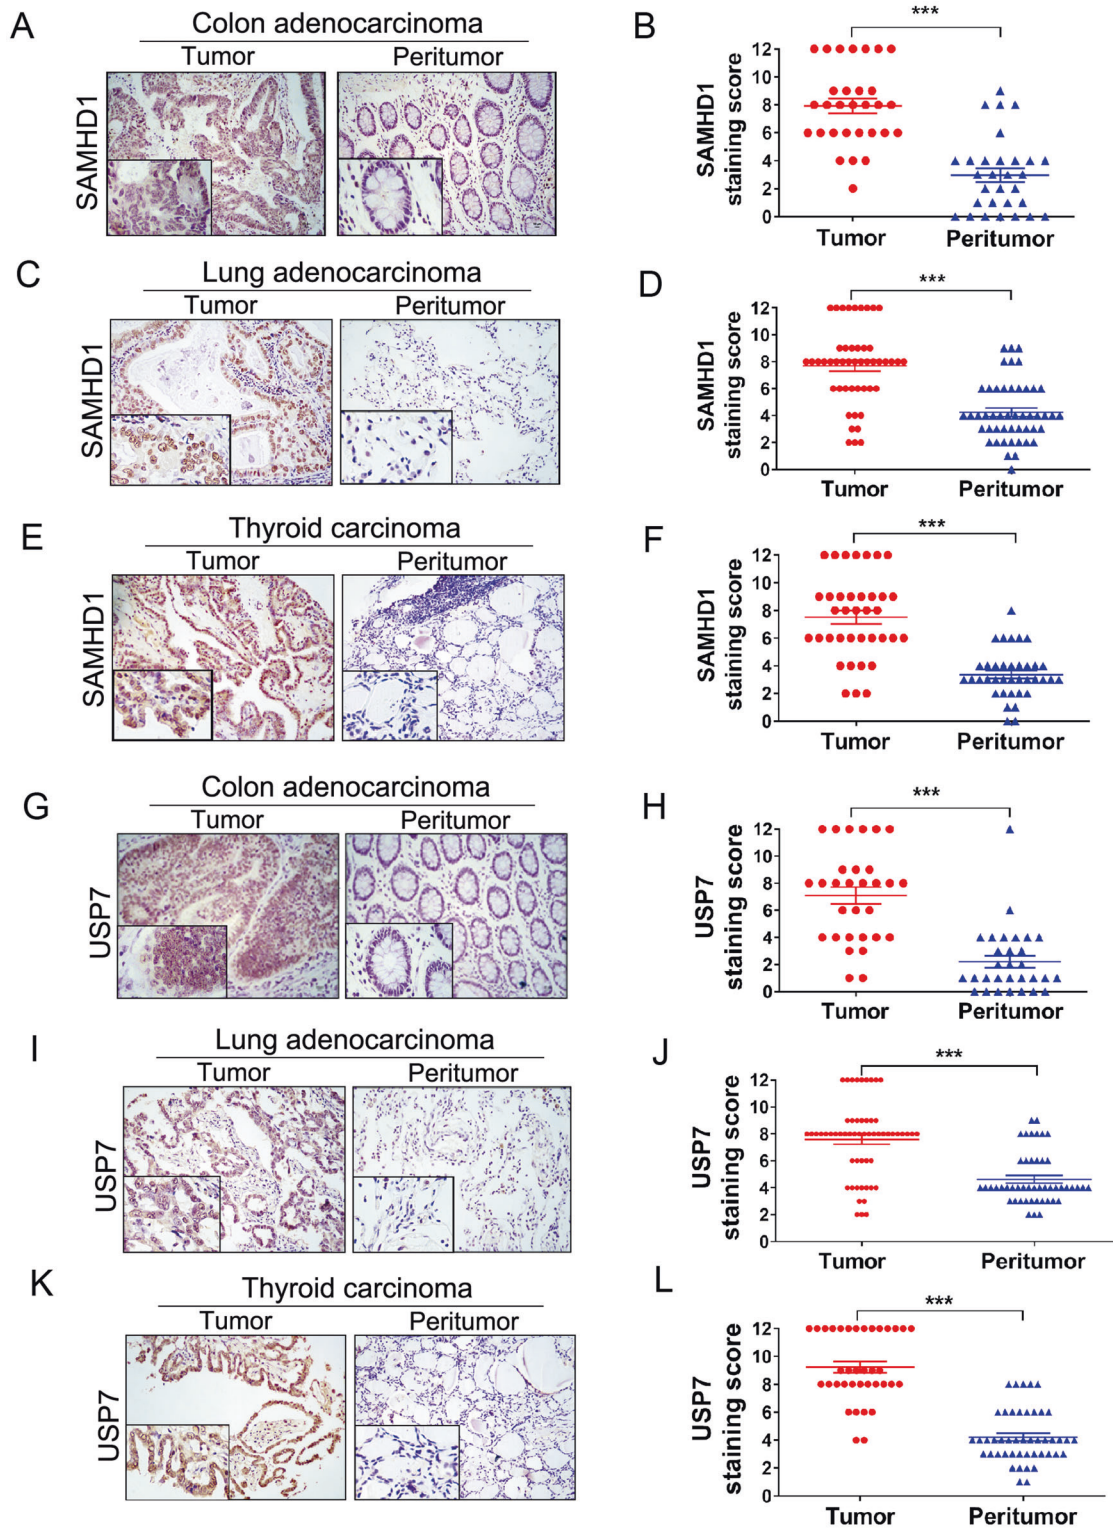 A
Colon adenocarcinoma
Tumor Peritumor
SAMHD1
B
***
SAMHD1
staining score
12
10
8
6
4
2
0
Tumor Peritumor
C
Lung adenocarcinoma
Tumor Peritumor
SAMHD1
D
***
SAMHD1
staining score
12
10
8
6
4
2
0
Tumor Peritumor
E
Thyroid carcinoma
Tumor Peritumor
SAMHD1
F
***
SAMHD1
staining score
12
10
8
6
4
2
0
Tumor Peritumor
G
Colon adenocarcinoma
Tumor Peritumor
USP7
H
***
USP7
staining score
12
10
8
6
4
2
0
Tumor Peritumor
I
Lung adenocarcinoma
Tumor Peritumor
USP7
J
***
USP7
staining score
12
10
8
6
4
2
0
Tumor Peritumor
K
Thyroid carcinoma
Tumor Peritumor
USP7
L
***
USP7
staining score
12
10
8
6
4
2
0
Tumor Peritumor